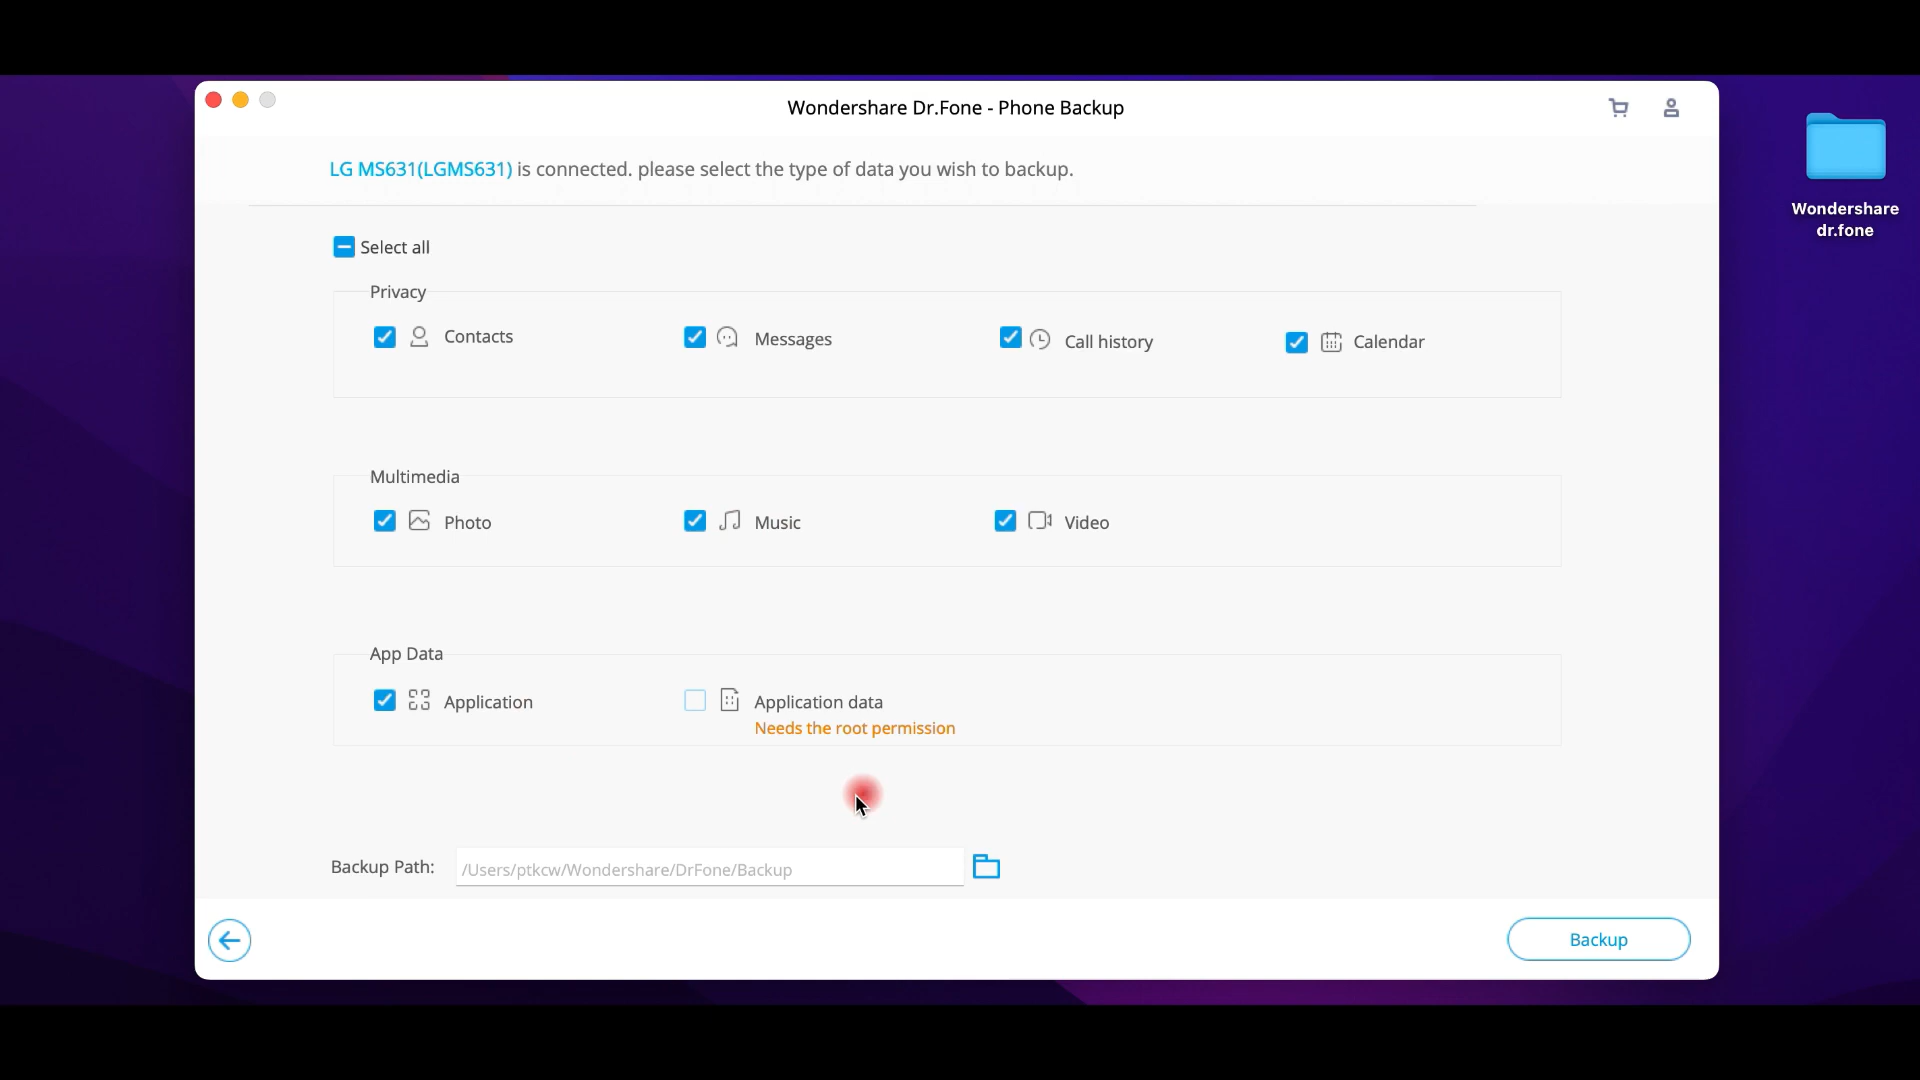 Wondershare Dr.Fone - Phone Backup
LG MS631(LGMS631) is connected. please select the type of data you wish to backup.
Wondershare
dr.fone
Select all
Privacy
Contacts
Messages
Call history
Calendar
Multimedia
Photo
Music
Video
App Data
Application
Application data
Needs the root permission
Backup Path:
/Users/ptkcw/Wondershare/DrFone/Backup
Backup